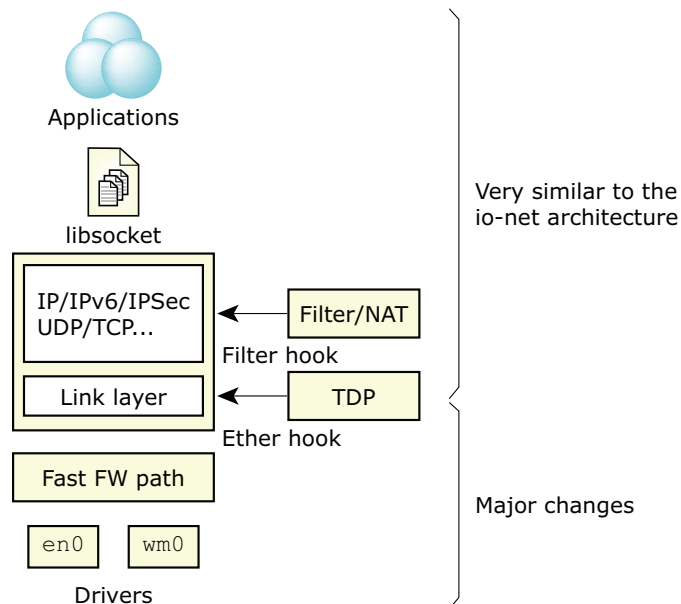 Applications
libsocket
IP/IPv6/IPSec
UDP/TCP...
Filter/NAT
Filter hook
Link layer
TDP
Ether hook
Fast FW path
en0
wm0
Drivers
Very similar to the
io-net architecture
Major changes